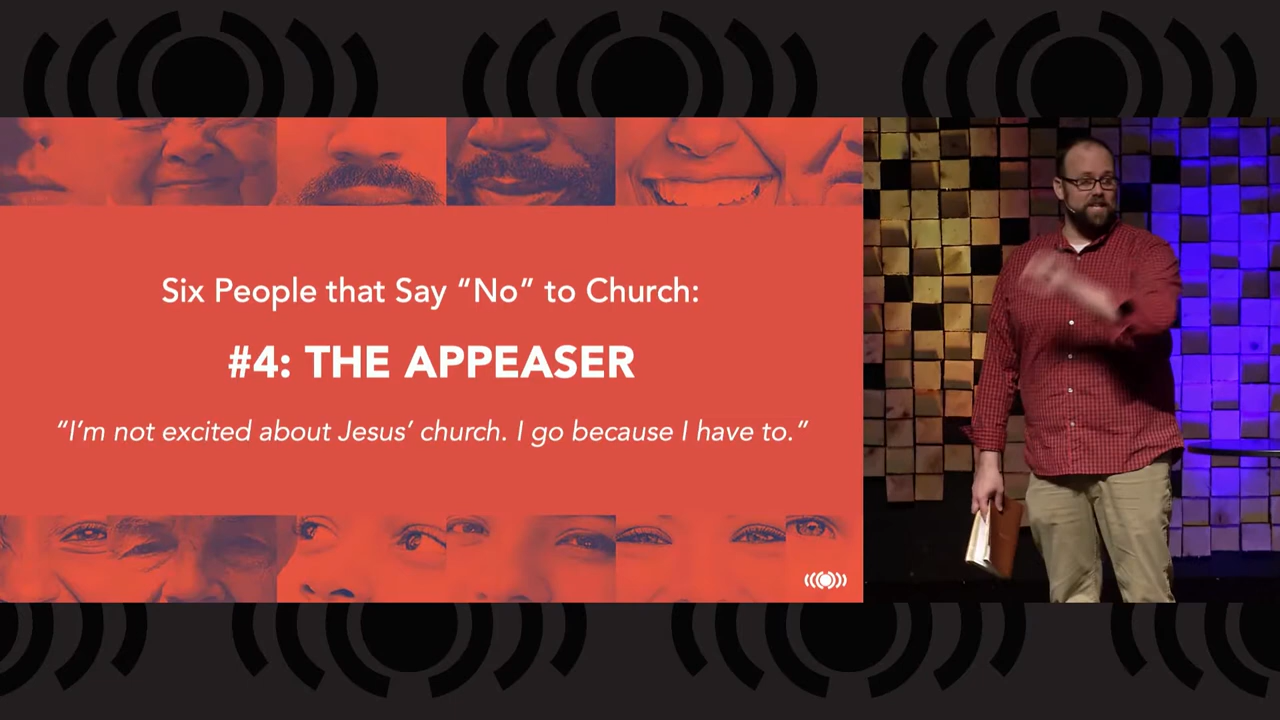 Six People that Say “No” to Church:
#4: THE APPEASER
“I’m not excited about Jesus’ church. I go because I have to.”